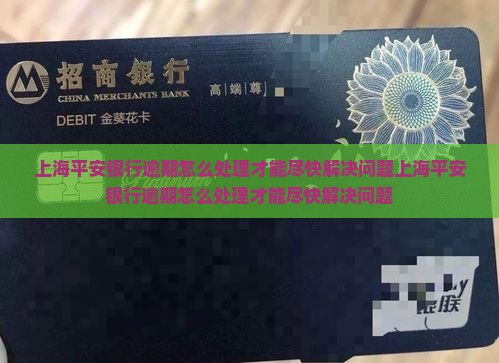 招商银行
CHINA MERCHANTS BANK
高 端 尊
DEBIT 金葵花卡
上海平安银行逾期怎么处理才能尽快解决问题上海平安
银行逾期怎么处理才能尽快解决问题
Platinum
银联